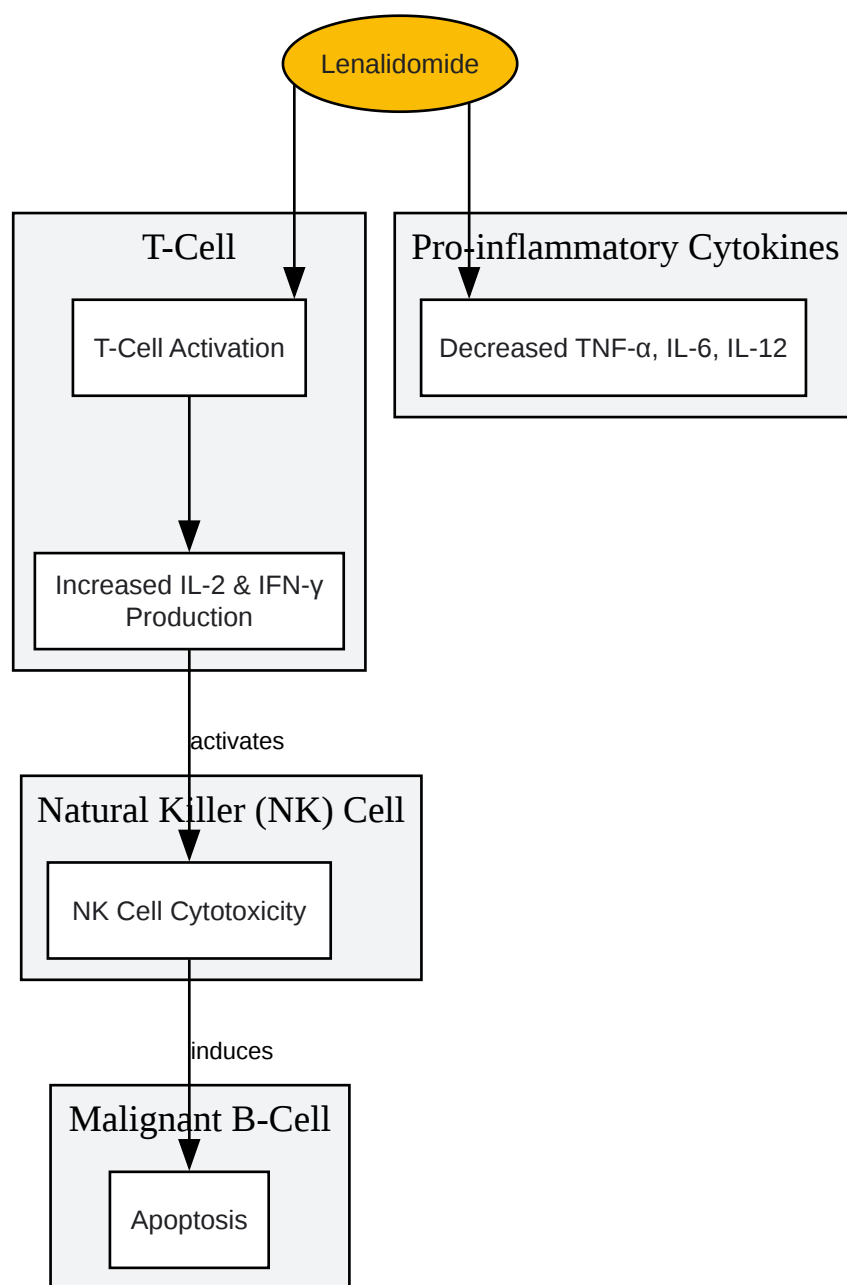 Lenalidomide
T-Cell
T-Cell Activation
Increased IL-2 & IFN-γ
Production
Pro-inflammatory Cytokines
Decreased TNF-α, IL-6, IL-12
activates
Natural Killer (NK) Cell
NK Cell Cytotoxicity
induces
Malignant B-Cell
Apoptosis